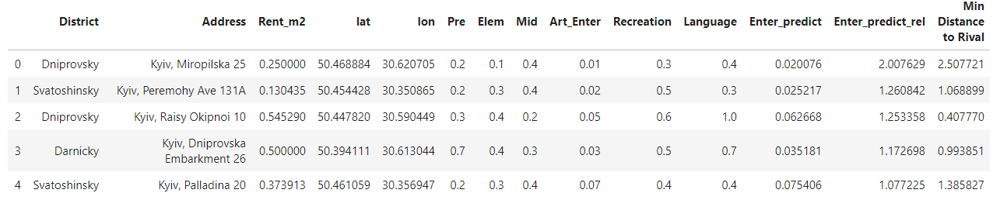 District Address Rent_m2 lat lon Pre Elem Mid Art_Enter Recreation Language Enter_predict Enter_predict_rel Min Distance to Rival
0 Dniprovsky Kyiv, Miropilska 25 0.250000 50.468884 30.620705 0.2 0.1 0.4 0.01 0.3 0.4 0.020076 2.007629 2.507721
1 Svatoshinsky Kyiv, Peremohy Ave 131A 0.130435 50.454428 30.350865 0.2 0.3 0.4 0.02 0.5 0.3 0.025217 1.260842 1.068899
2 Dniprovsky Kyiv, Raisy Okipnoi 10 0.545290 50.447820 30.590449 0.3 0.4 0.2 0.05 0.6 1.0 0.062668 1.253358 0.407770
3 Darnicky Kyiv, Dniprovska Embarkment 26 0.500000 50.394111 30.613044 0.7 0.4 0.3 0.03 0.5 0.7 0.035181 1.172698 0.993851
4 Svatoshinsky Kyiv, Palladina 20 0.373913 50.461059 30.356947 0.2 0.3 0.4 0.07 0.4 0.4 0.075406 1.077225 1.385827